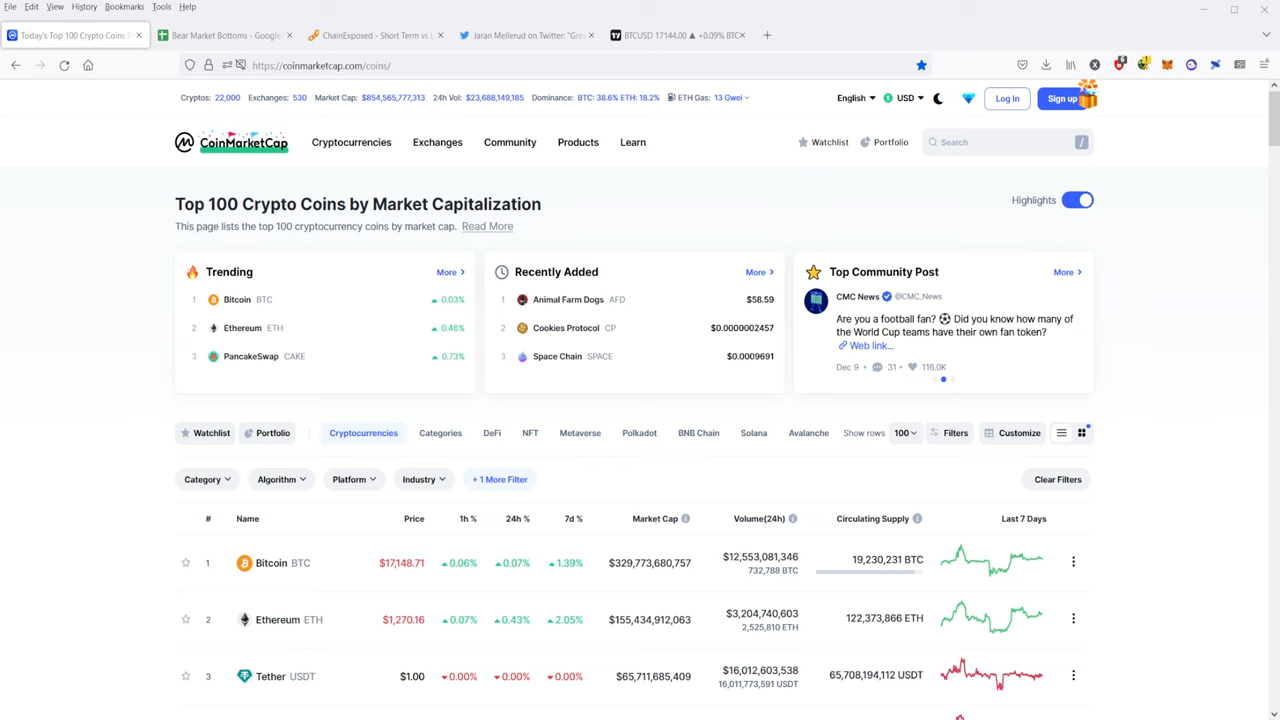 File Edit View History Bookmarks Tools Help
Today's Top 100 Crypto Coins P
Bear Market Bottoms - Google
ChainExposed - Short Term vs L
Jaran Mellerud on Twitter: "Gre
BTCUSD 17144.00 ▲ +0.09% BTC
https://coinmarketcap.com/coins/
Cryptos: 22,000 Exchanges: 530 Market Cap: $854,565,777,313 24h Vol: $23,688,149,185 Dominance: BTC: 38.6% ETH: 18.2% ETH Gas: 13 Gwei
English USD Log In Sign up
CoinMarketCap Cryptocurrencies Exchanges Community Products Learn Watchlist Portfolio Search /
Top 100 Crypto Coins by Market Capitalization
Highlights
This page lists the top 100 cryptocurrency coins by market cap. Read More
Trending More
1 Bitcoin BTC 0.03%
2 Ethereum ETH 0.46%
3 PancakeSwap CAKE 0.73%
Recently Added More
1 Animal Farm Dogs AFD $58.59
2 Cookies Protocol CP $0.0000002457
3 Space Chain SPACE $0.0009691
Top Community Post More
CMC News @CMC_News
Are you a football fan? ⚽ Did you know how many of
the World Cup teams have their own fan token?
Web link...
Dec 9 • 31 • 116.0K
Watchlist Portfolio Cryptocurrencies Categories DeFi NFT Metaverse Polkadot BNB Chain Solana Avalanche Show rows 100 Filters Customize
Category Algorithm Platform Industry + 1 More Filter Clear Filters
# Name Price 1h % 24h % 7d % Market Cap Volume(24h) Circulating Supply Last 7 Days
1 Bitcoin BTC $17,148.71 0.06% 0.07% 1.39% $329,773,680,757 $12,553,081,346 19,230,231 BTC
732,788 BTC
2 Ethereum ETH $1,270.16 0.07% 0.43% 2.05% $155,434,912,063 $3,204,740,603 122,373,866 ETH
2,525,810 ETH
3 Tether USDT $1.00 0.00% 0.00% 0.00% $65,711,685,409 $16,012,603,538 65,708,194,112 USDT
16,011,773,591 USDT